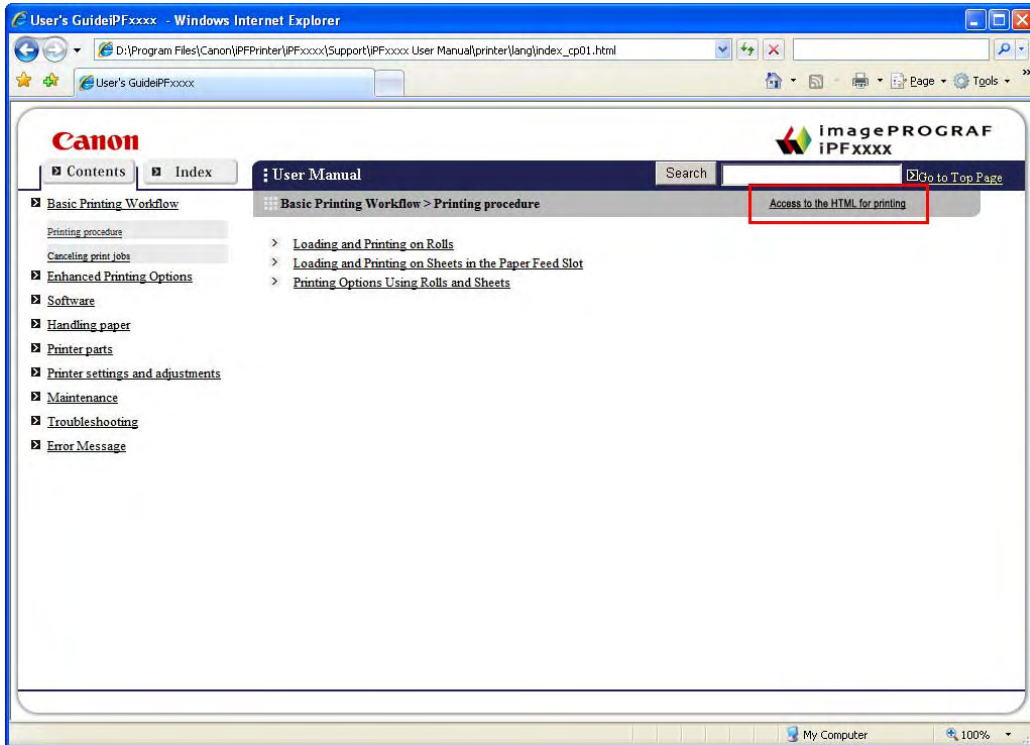 User's GuideiPFxxxx - Windows Internet Explorer
D:\Program Files\Canon\iPFPrinter\iPFxxxx\Support\iPFxxxx User Manual\printer\lang\index_cp01.html
User's GuideiPFxxxx
Page
Tools
Canon
imagePROGRAF
iPFxxxx
Contents
Index
User Manual
Search
Go to Top Page
Basic Printing Workflow
Printing procedure
Canceling print jobs
Enhanced Printing Options
Software
Handling paper
Printer parts
Printer settings and adjustments
Maintenance
Troubleshooting
Error Message
Basic Printing Workflow > Printing procedure
Access to the HTML for printing
> Loading and Printing on Rolls
> Loading and Printing on Sheets in the Paper Feed Slot
> Printing Options Using Rolls and Sheets
My Computer
100%